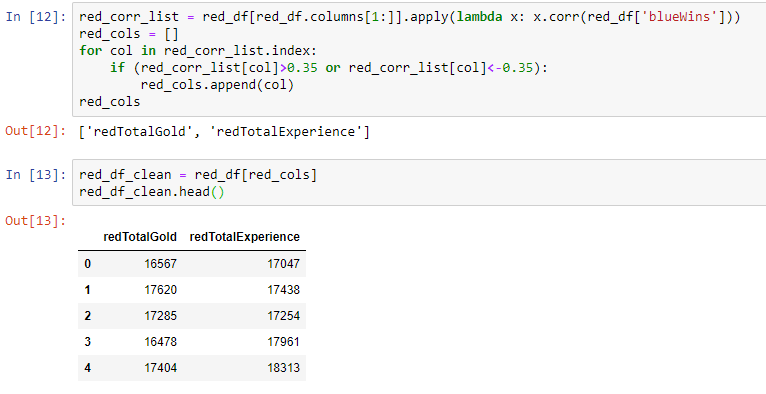 In [12]: red_corr_list = red_df[red_df.columns[1:]].apply(lambda x: x.corr(red_df['blueWins']))
red_cols = []
for col in red_corr_list.index:
    if (red_corr_list[col]>0.35 or red_corr_list[col]<-0.35):
        red_cols.append(col)
red_cols
Out[12]: ['redTotalGold', 'redTotalExperience']
In [13]: red_df_clean = red_df[red_cols]
red_df_clean.head()
Out[13]:
redTotalGold redTotalExperience
0 16567 17047
1 17620 17438
2 17285 17254
3 16478 17961
4 17404 18313